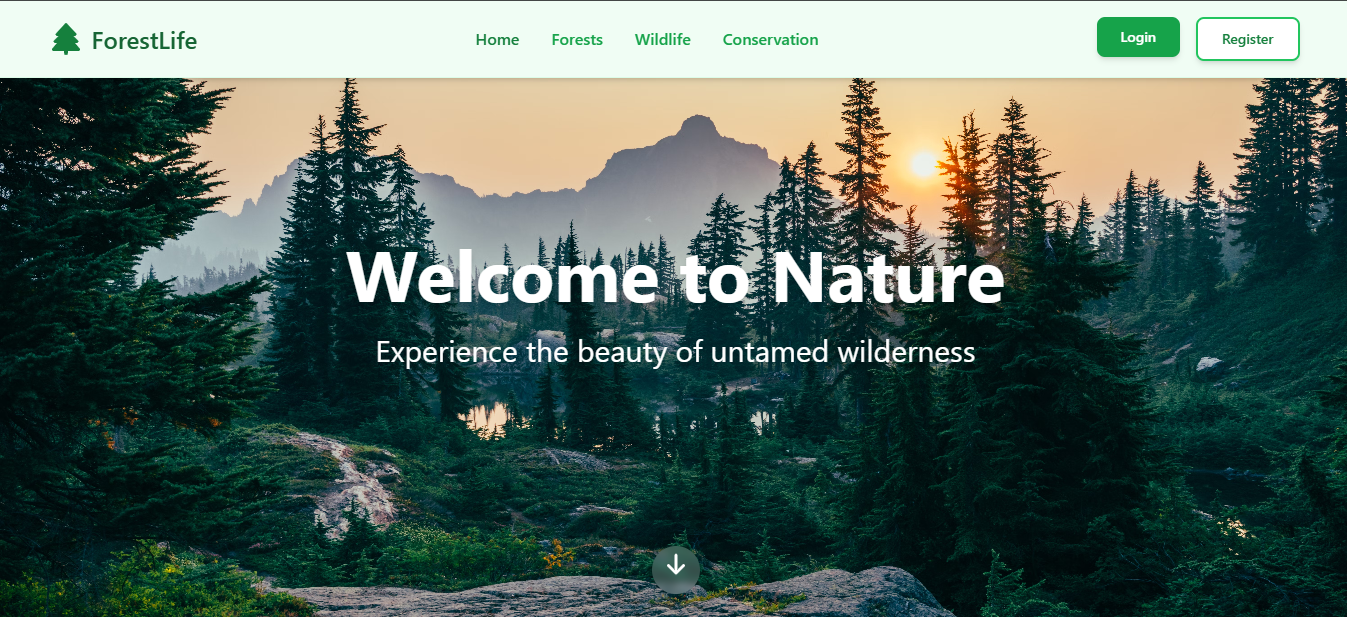 ForestLife
Home Forests Wildlife Conservation
Login Register
Welcome to Nature
Experience the beauty of untamed wilderness